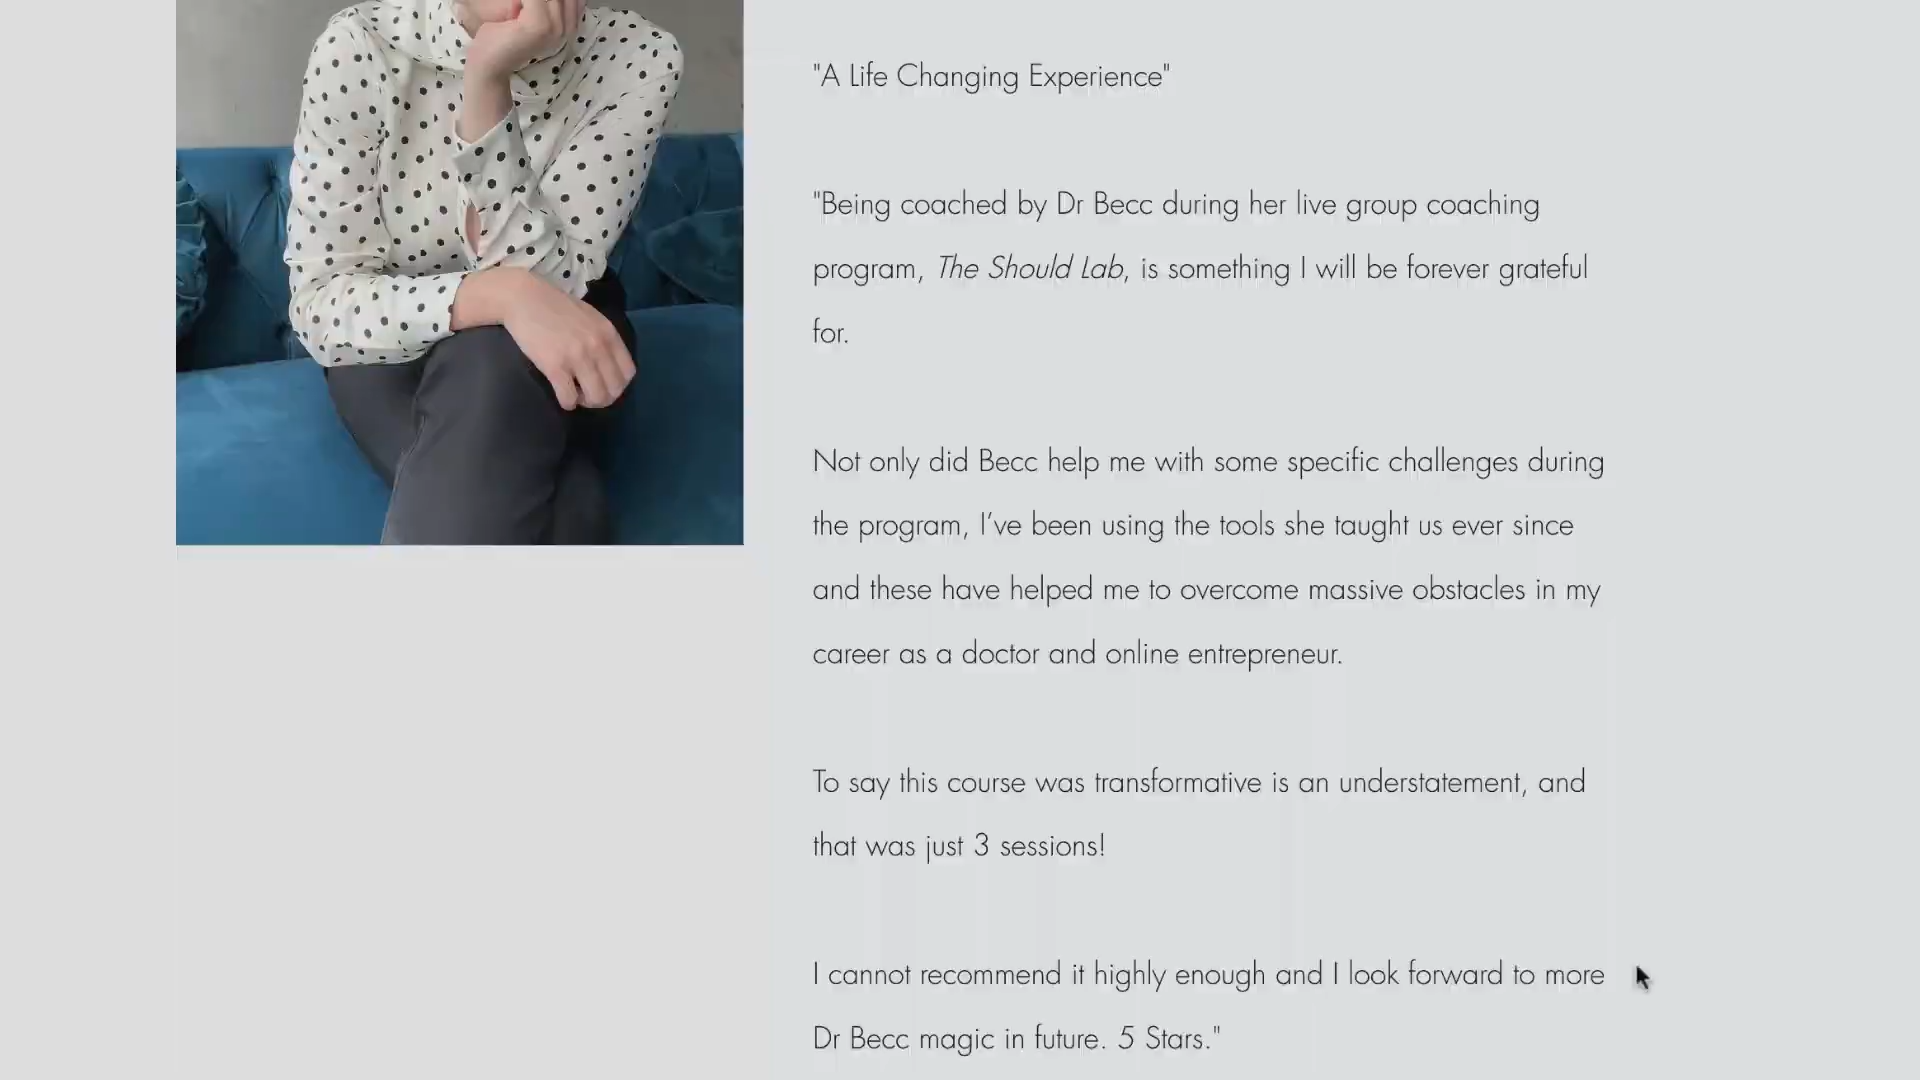 "A Life Changing Experience"
"Being coached by Dr Becc during her live group coaching
program, The Should Lab, is something I will be forever grateful
for.
Not only did Becc help me with some specific challenges during
the program, I’ve been using the tools she taught us ever since
and these have helped me to overcome massive obstacles in my
career as a doctor and online entrepreneur.
To say this course was transformative is an understatement, and
that was just 3 sessions!
I cannot recommend it highly enough and I look forward to more
Dr Becc magic in future. 5 Stars."